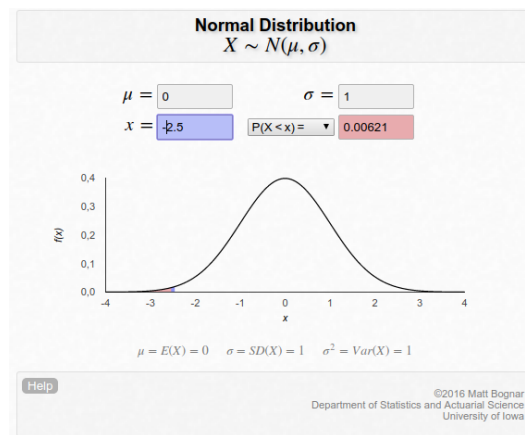 Normal Distribution
X ~ N(μ, σ)
μ = 0 σ = 1
x = -2.5 P(X < x) = 0.00621
0,4
0,3
0,2
0,1
0,0
f(x)
-4 -3 -2 -1 0 1 2 3 4
x
μ = E(X) = 0 σ = SD(X) = 1 σ² = Var(X) = 1
Help
©2016 Matt Bognar
Department of Statistics and Actuarial Science
University of Iowa